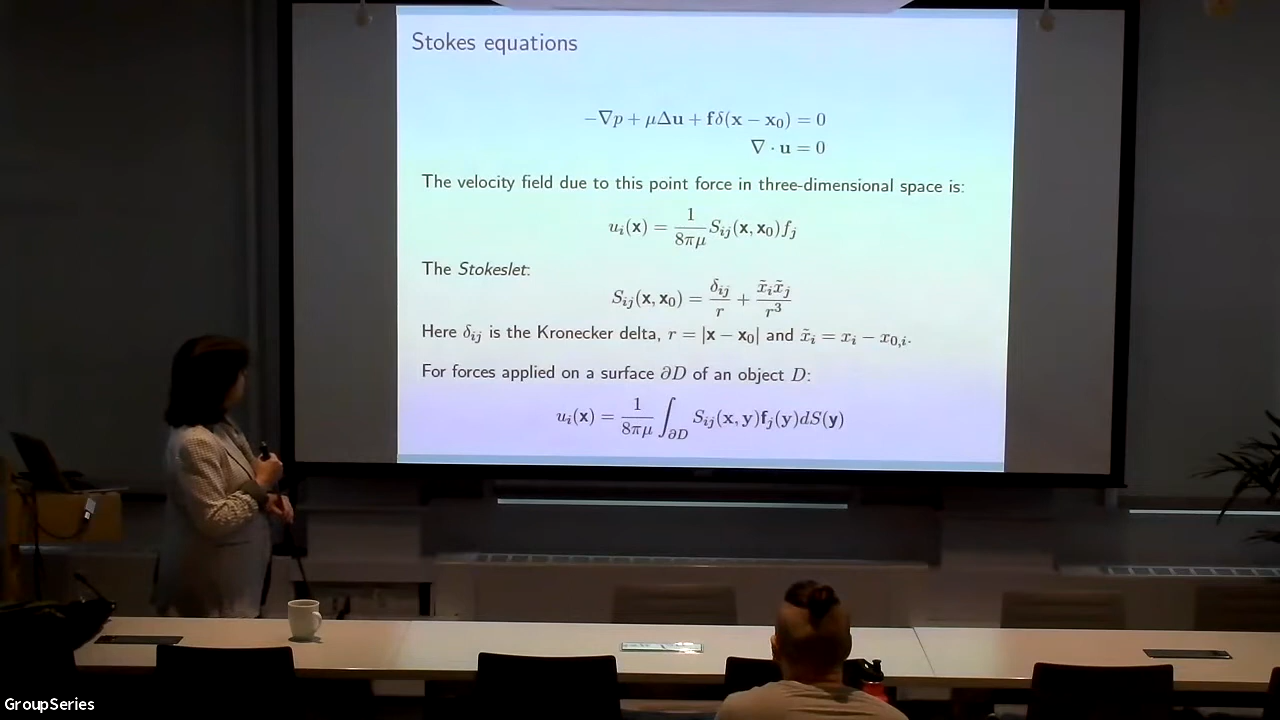 Stokes equations
−∇p + μΔu + fδ(x − x₀) = 0
∇ · u = 0
The velocity field due to this point force in three-dimensional space is:
uᵢ(x) = 1/(8πμ) Sᵢⱼ(x, x₀)fⱼ
The Stokeslet:
Sᵢⱼ(x, x₀) = δᵢⱼ/r + x̃ᵢx̃ⱼ/r³
Here δᵢⱼ is the Kronecker delta, r = |x − x₀| and x̃ᵢ = xᵢ − x₀,ᵢ.
For forces applied on a surface ∂D of an object D:
uᵢ(x) = 1/(8πμ) ∫_∂D Sᵢⱼ(x, y)fⱼ(y)dS(y)
GroupSeries